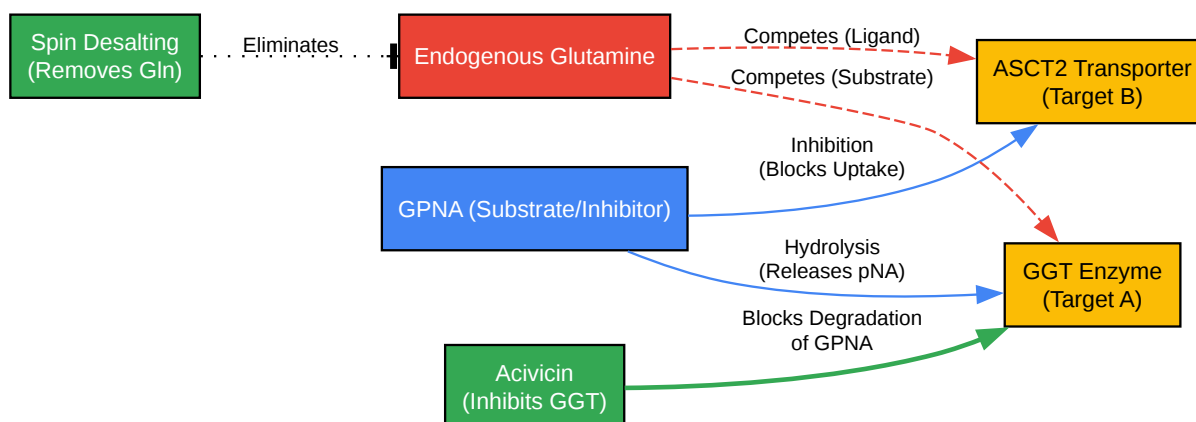 Spin Desalting
(Removes Gln)
Eliminates
Endogenous Glutamine
Competes (Ligand)
Competes (Substrate)
ASCT2 Transporter
(Target B)
Inhibition
(Blocks Uptake)
GPNA (Substrate/Inhibitor)
Hydrolysis
(Releases pNA)
GGT Enzyme
(Target A)
Blocks Degradation
of GPNA
Acivicin
(Inhibits GGT)